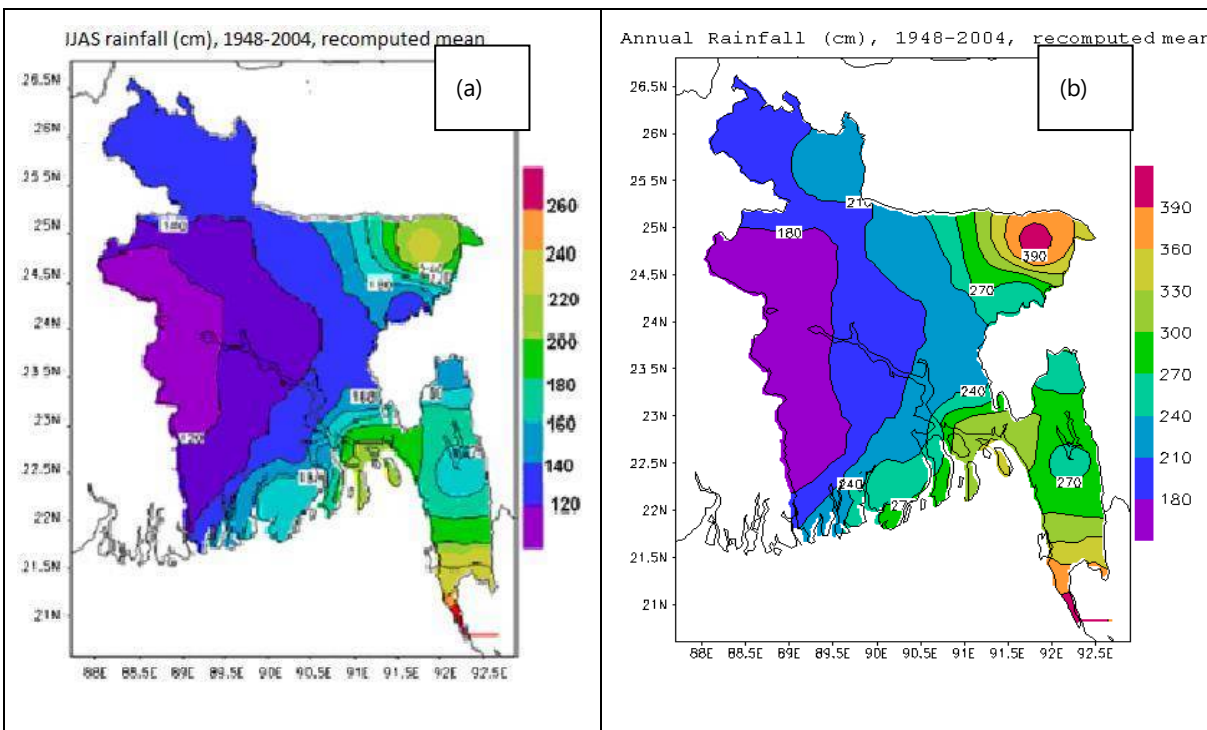 JJAS rainfall (cm), 1948-2004, recomputed mean
(a)
26.5N
26N
25.5N
25N
24.5N
24N
23.5N
23N
22.5N
22N
21.5N
21N
88E 88.5E 89E 89.5E 90E 90.5E 91E 91.5E 92E 92.5E
260
240
220
200
180
160
140
120
Annual Rainfall (cm), 1948-2004, recomputed mean
(b)
26.5N
26N
25.5N
25N
24.5N
24N
23.5N
23N
22.5N
22N
21.5N
21N
210
180
390
270
240
240
270
88E 88.5E 89E 89.5E 90E 90.5E 91E 91.5E 92E 92.5E
390
360
330
300
270
240
210
180